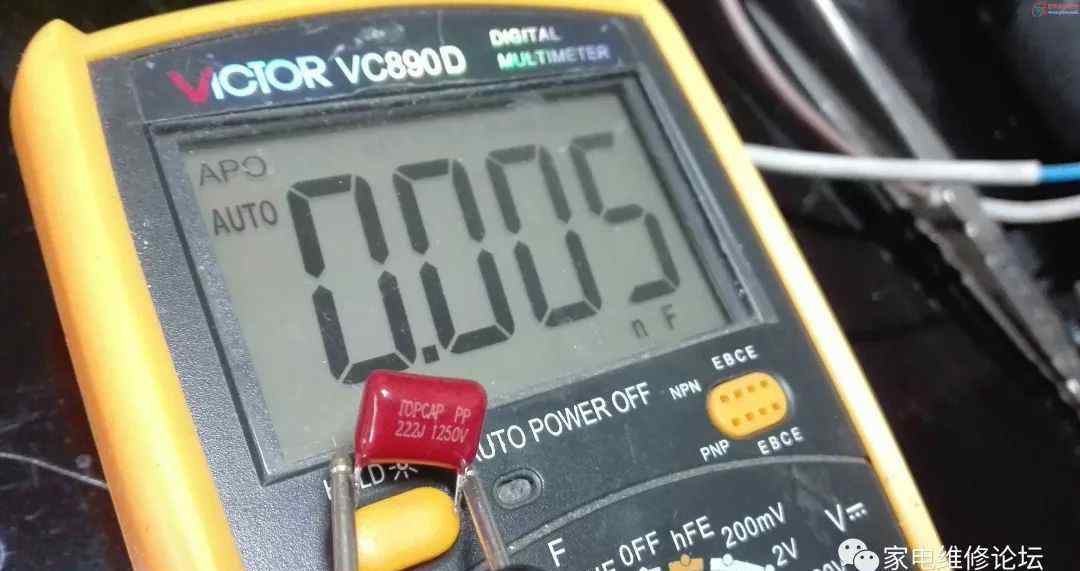 VICTOR VC890D
DIGITAL
MULTIMETER
APO
AUTO
0.005
nF
TOPCAP PP
222J 1250V
AUTO POWER OFF
EBCE
NPN
PNP
EBCE
F
OFF
hFE
200mV
2V
V
家电维修论坛